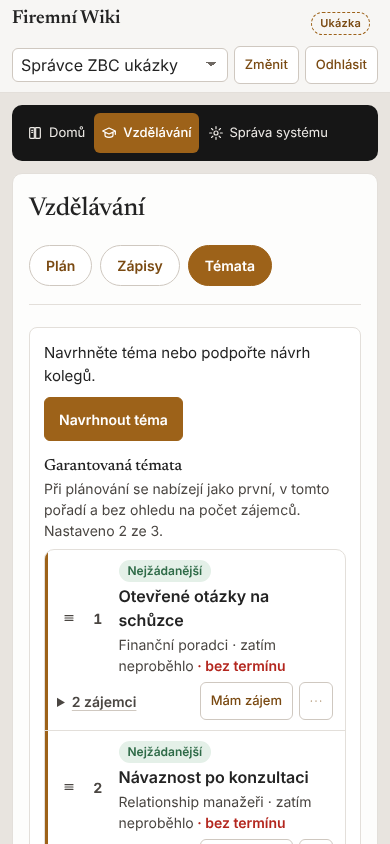 Firemní Wiki
Ukázka
Správce ZBC ukázky
Změnit
Odhlásit
Domů
Vzdělávání
Správa systému
Vzdělávání
Plán
Zápisy
Témata
Navrhněte téma nebo podpořte návrh
kolegů.
Navrhnout téma
Garantovaná témata
Při plánování se nabízejí jako první, v tomto
pořadí a bez ohledu na počet zájemců.
Nastaveno 2 ze 3.
Nejžádanější
1
Otevřené otázky na
schůzce
Finanční poradci · zatím
neproběhlo · bez termínu
2 zájemci
Mám zájem
...
Nejžádanější
2
Návaznost po konzultaci
Relationship manažeři · zatím
neproběhlo · bez termínu